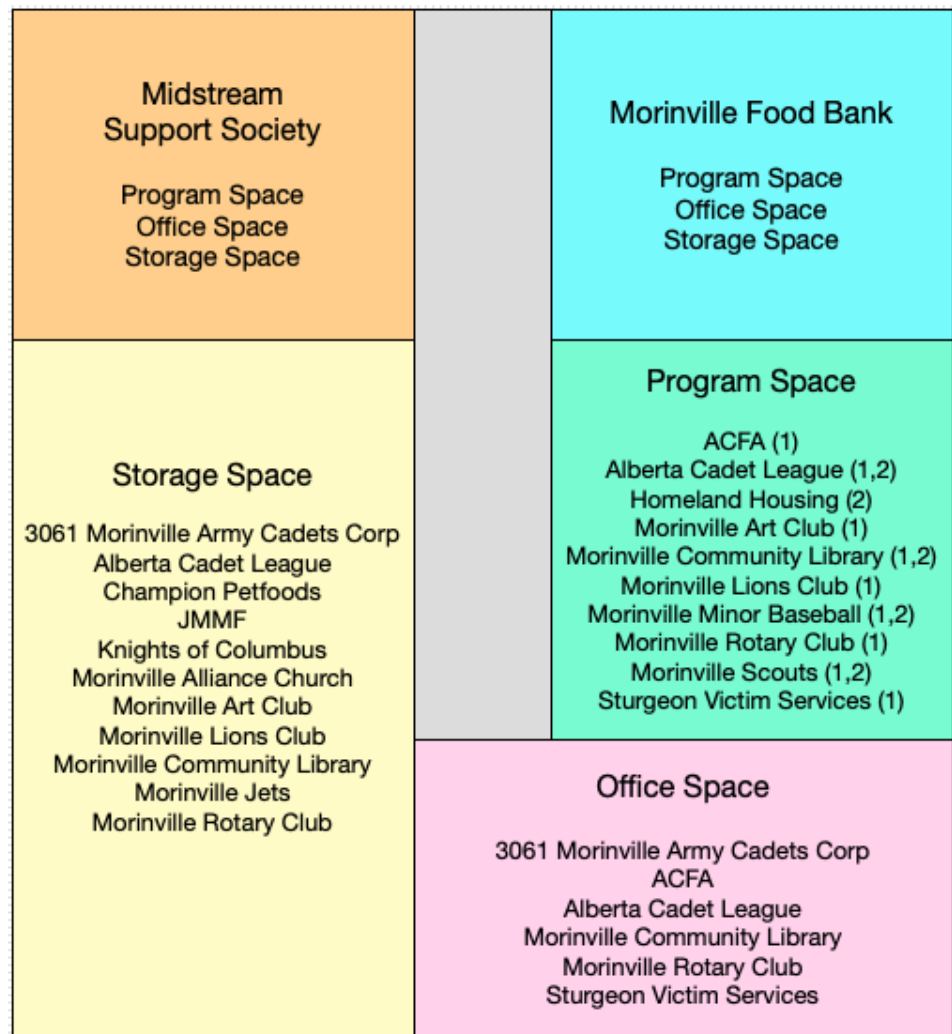 Midstream
Support Society
Program Space
Office Space
Storage Space
Morinville Food Bank
Program Space
Office Space
Storage Space
Storage Space
3061 Morinville Army Cadets Corp
Alberta Cadet League
Champion Petfoods
JMMF
Knights of Columbus
Morinville Alliance Church
Morinville Art Club
Morinville Lions Club
Morinville Community Library
Morinville Jets
Morinville Rotary Club
Program Space
ACFA (1)
Alberta Cadet League (1,2)
Homeland Housing (2)
Morinville Art Club (1)
Morinville Community Library (1,2)
Morinville Lions Club (1)
Morinville Minor Baseball (1,2)
Morinville Rotary Club (1)
Morinville Scouts (1,2)
Sturgeon Victim Services (1)
Office Space
3061 Morinville Army Cadets Corp
ACFA
Alberta Cadet League
Morinville Community Library
Morinville Rotary Club
Sturgeon Victim Services